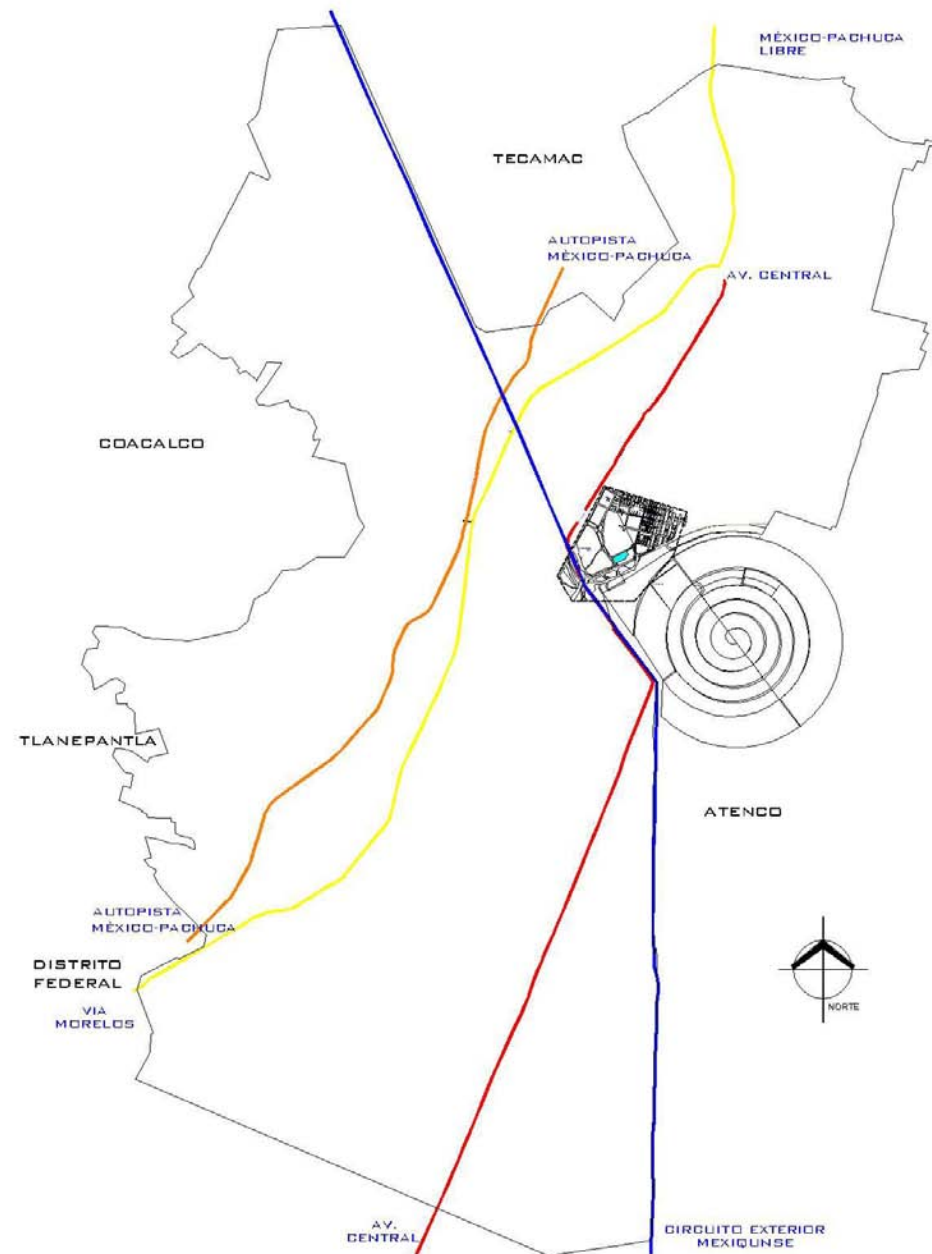 MÉXICO-PACHUCA
LIBRE
TECAMAC
AUTOPISTA
MÉXICO-PACHUCA
AV. CENTRAL
COACALCO
TLANEPANTLA
ATENCO
AUTOPISTA
MÉXICO-PACHUCA
DISTRITO
FEDERAL
VIA
MORELOS
NORTE
AV.
CENTRAL
CIRCUITO EXTERIOR
MEXIQUNSE